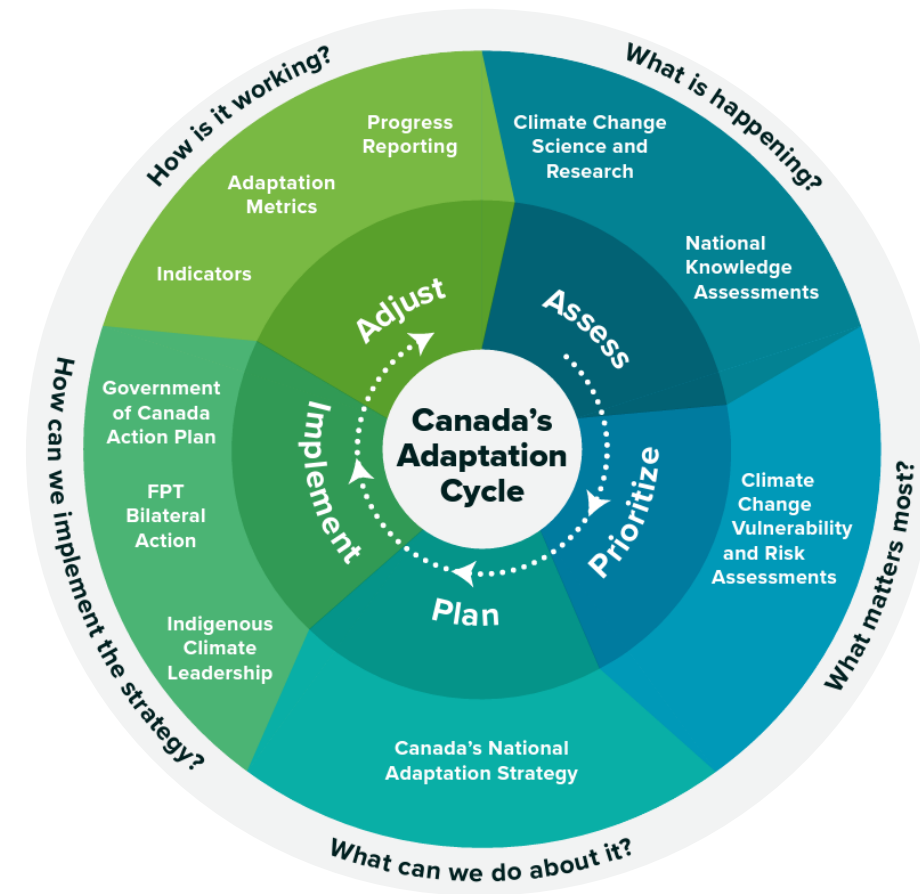 Canada's
Adaptation
Cycle
What is happening?
Assess
Climate Change
Science and
Research
National
Knowledge
Assessments
What matters most?
Prioritize
Climate
Change
Vulnerability
and Risk
Assessments
What can we do about it?
Plan
Canada's National
Adaptation Strategy
How can we implement the strategy?
Implement
Government
of Canada
Action Plan
FPT
Bilateral
Action
Indigenous
Climate
Leadership
How is it working?
Adjust
Indicators
Adaptation
Metrics
Progress
Reporting